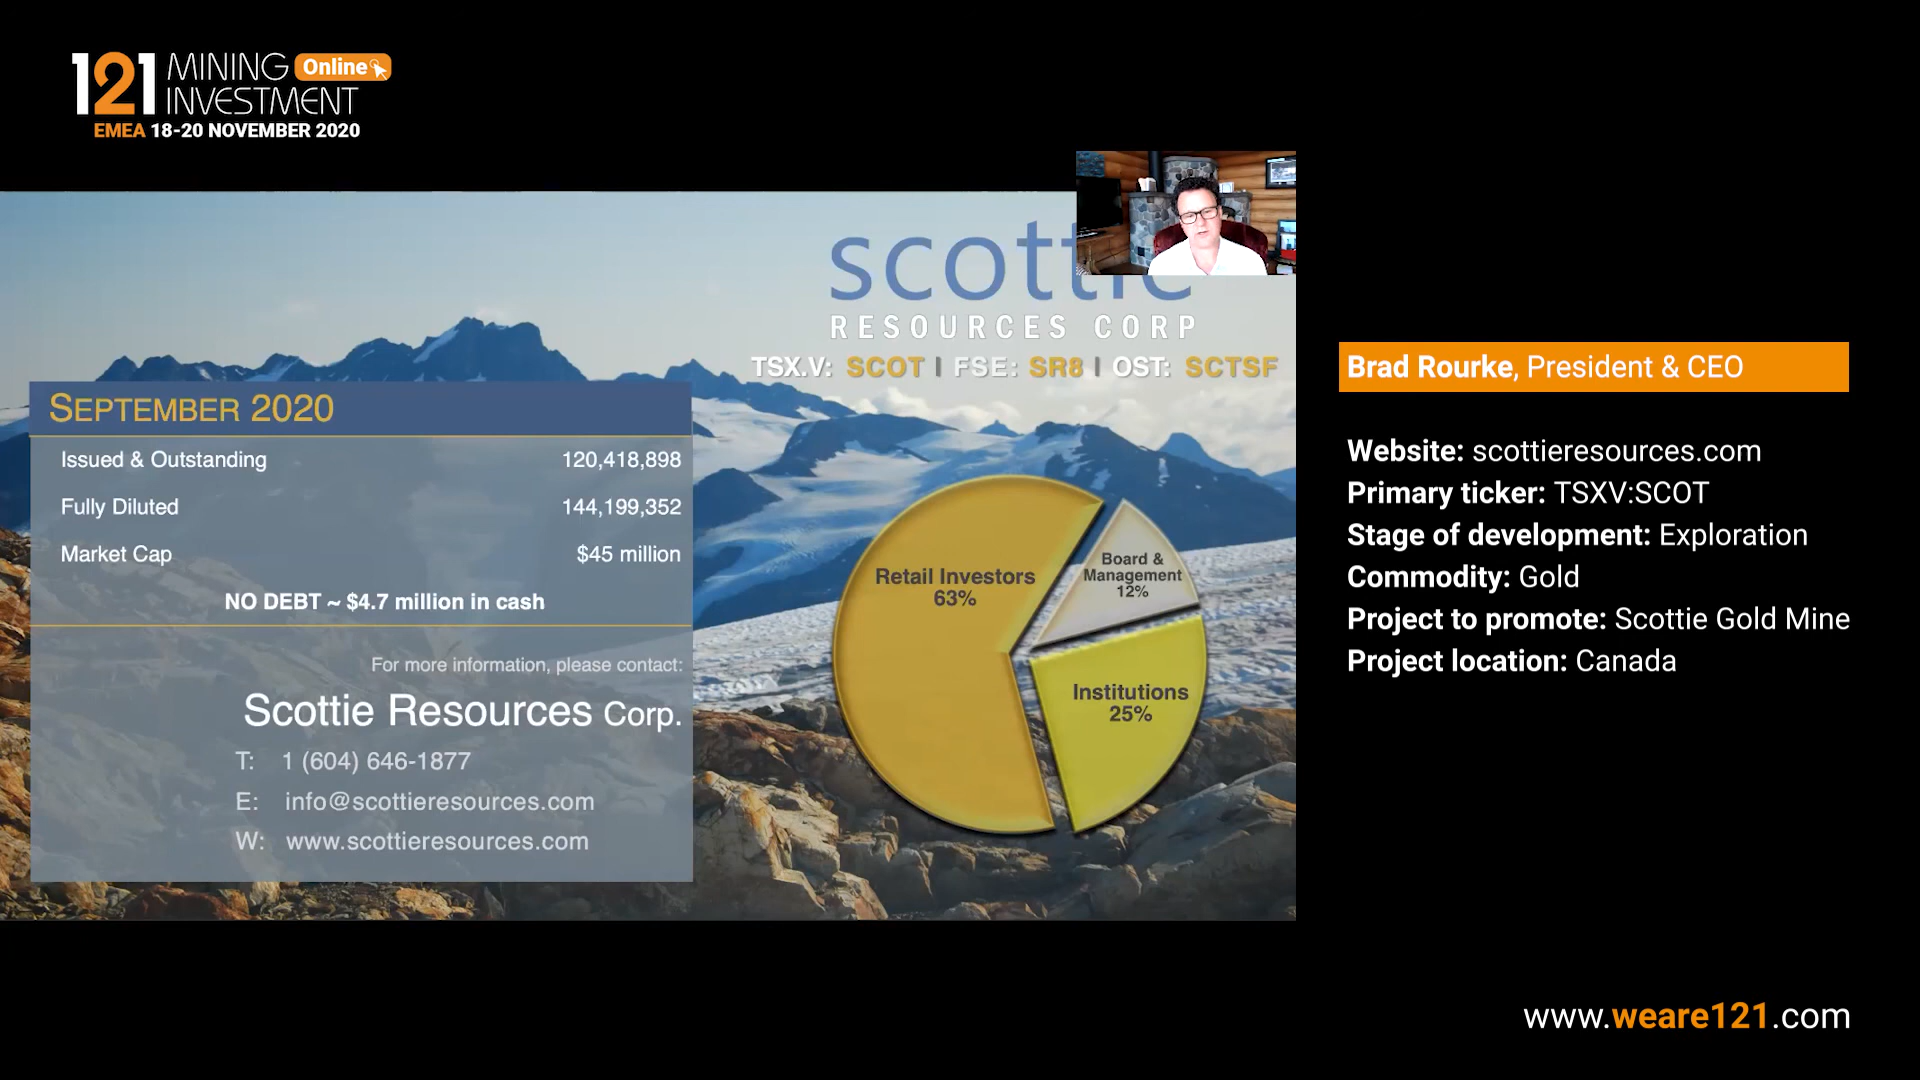 121 MINING Online
INVESTMENT
EMEA 18-20 NOVEMBER 2020
scottie
RESOURCES CORP
TSX.V: SCOT | FSE: SR8 | OST: SCTSF
SEPTEMBER 2020
Issued & Outstanding 120,418,898
Fully Diluted 144,199,352
Market Cap $45 million
NO DEBT ~ $4.7 million in cash
For more information, please contact:
Scottie Resources Corp.
T: 1 (604) 646-1877
E: info@scottieresources.com
W: www.scottieresources.com
Retail Investors
63%
Board &
Management
12%
Institutions
25%
Brad Rourke, President & CEO
Website: scottieresources.com
Primary ticker: TSXV:SCOT
Stage of development: Exploration
Commodity: Gold
Project to promote: Scottie Gold Mine
Project location: Canada
www.weare121.com